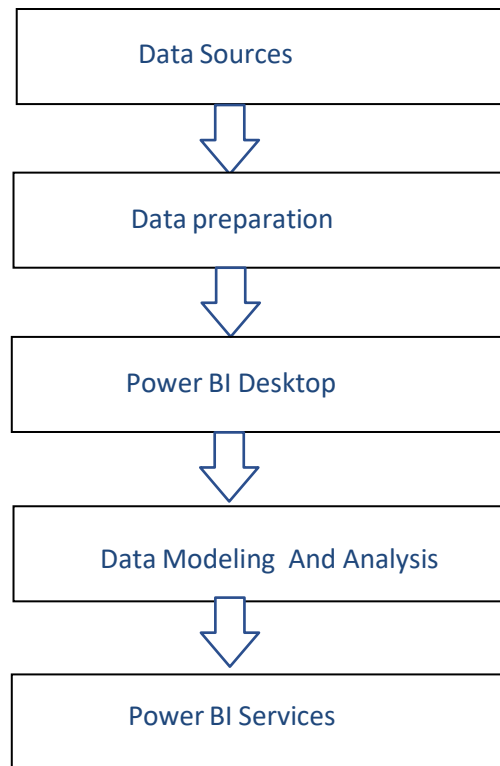 Data Sources
Data preparation
Power BI Desktop
Data Modeling And Analysis
Power BI Services